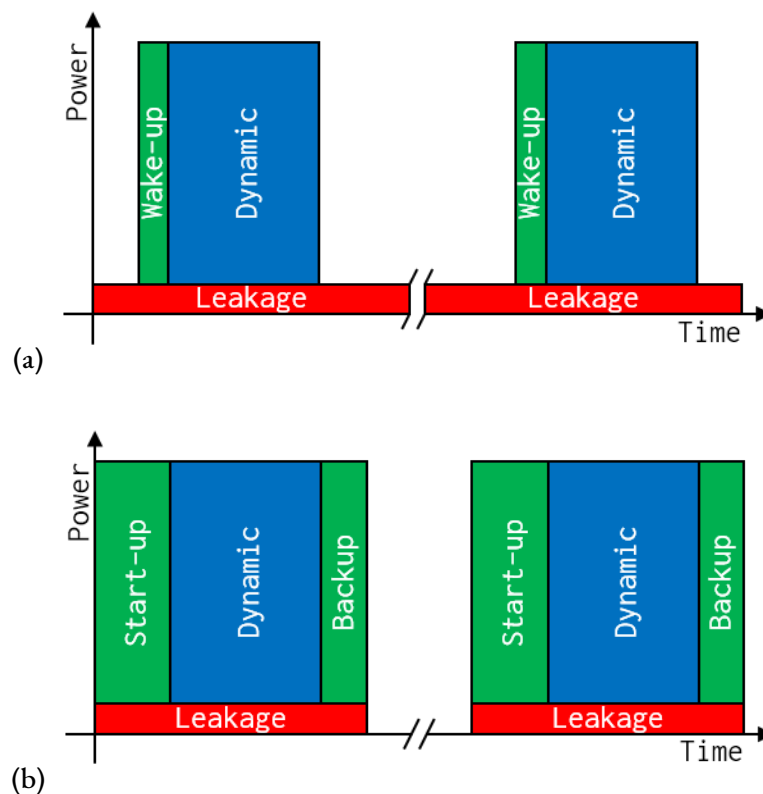 Power
Wake-up
Dynamic
Wake-up
Dynamic
Leakage
Leakage
Time
(a)
Power
Start-up
Dynamic
Backup
Start-up
Dynamic
Backup
Leakage
Leakage
Time
(b)